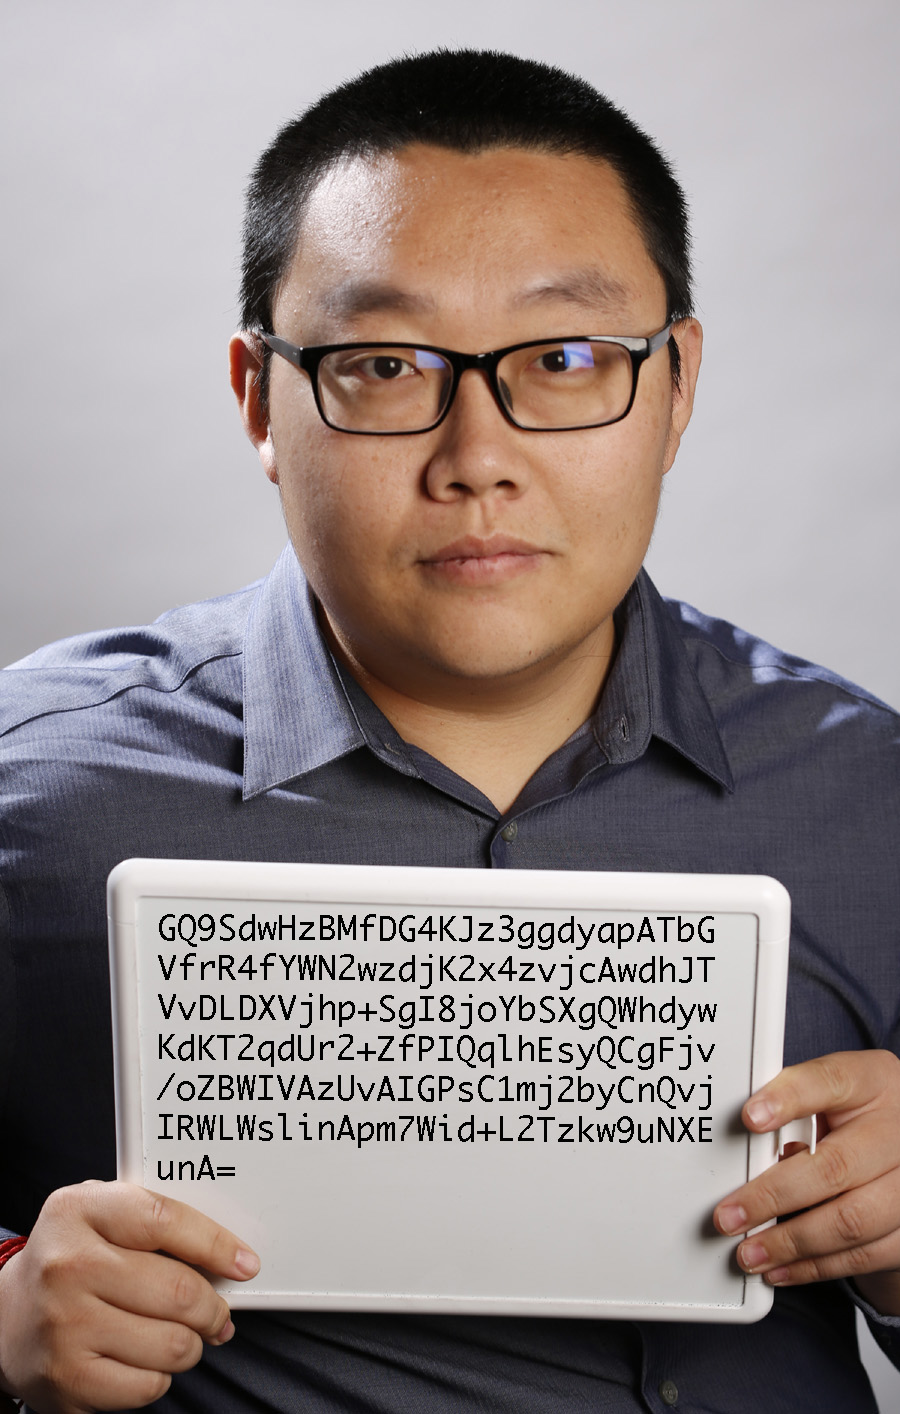 GQ9SdwHzBMfDG4KJz3ggdyapATbG
VfrR4fYWN2wzdjK2x4zvjcAwdhJT
VvDLDXVjhp+SgI8joYbSXgQWhdyw
KdKT2qdUr2+ZfPIQqlhEsyQCgFjv
/oZBWIVAzUvAIGPsC1mj2byCnQvj
IRWLWslinApm7Wid+L2Tzkw9uNXE
unA=